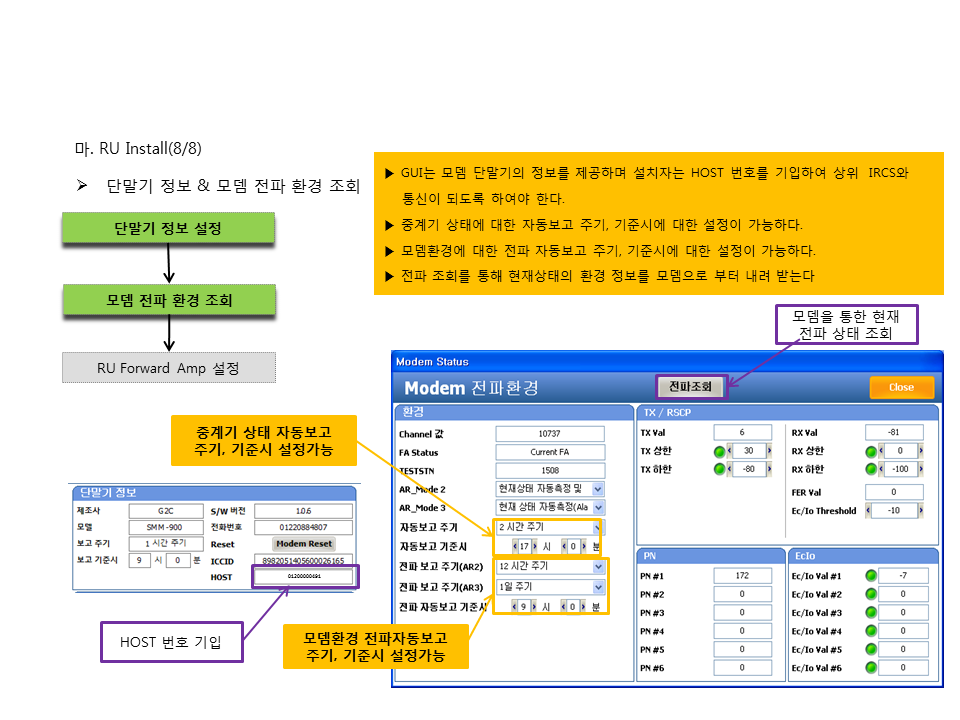 마. RU Install(8/8)
➢ 단말기 정보 & 모뎀 전파 환경 조회
단말기 정보 설정
모뎀 전파 환경 조회
RU Forward Amp 설정
▶ GUI는 모뎀 단말기의 정보를 제공하며 설치자는 HOST 번호를 기입하여 상위 IRCS와
통신이 되도록 하여야 한다.
▶ 중계기 상태에 대한 자동보고 주기, 기준시에 대한 설정이 가능하다.
▶ 모뎀환경에 대한 전파 자동보고 주기, 기준시에 대한 설정이 가능하다.
▶ 전파 조회를 통해 현재상태의 환경 정보를 모뎀으로 부터 내려 받는다
모뎀을 통한 현재
전파 상태 조회
중계기 상태 자동보고
주기, 기준시 설정가능
단말기 정보
제조사 G2C S/W 버전 1.0.6
모델 SMM-900 전화번호 01220884807
보고 주기 1 시간 주기 Reset Modem Reset
보고 기준시 9 시 0 분 ICCID 8982051405600026165
HOST 01200000691
HOST 번호 기입
모뎀환경 전파자동보고
주기, 기준시 설정가능
Modem Status
Modem 전파환경 전파조회 Close
환경
Channel 값 10737
FA Status Current FA
TESTSTN 1508
AR_Mode 2 현재상태 자동측정 및
AR_Mode 3 현재 상태 자동측정(Ala
자동보고 주기 2 시간 주기
자동보고 기준시 17 시 0 분
전파 보고 주기(AR2) 12 시간 주기
전파 보고 주기(AR3) 1일 주기
전파 자동보고 기준시 9 시 0 분
TX / RSCP
TX Val 6 RX Val -81
TX 상한 30 RX 상한 0
TX 하한 -80 RX 하한 -100
FER Val 0
Ec/Io Threshold -10
PN
PN #1 172
PN #2 0
PN #3 0
PN #4 0
PN #5 0
PN #6 0
EcIo
Ec/Io Val #1 -7
Ec/Io Val #2 0
Ec/Io Val #3 0
Ec/Io Val #4 0
Ec/Io Val #5 0
Ec/Io Val #6 0